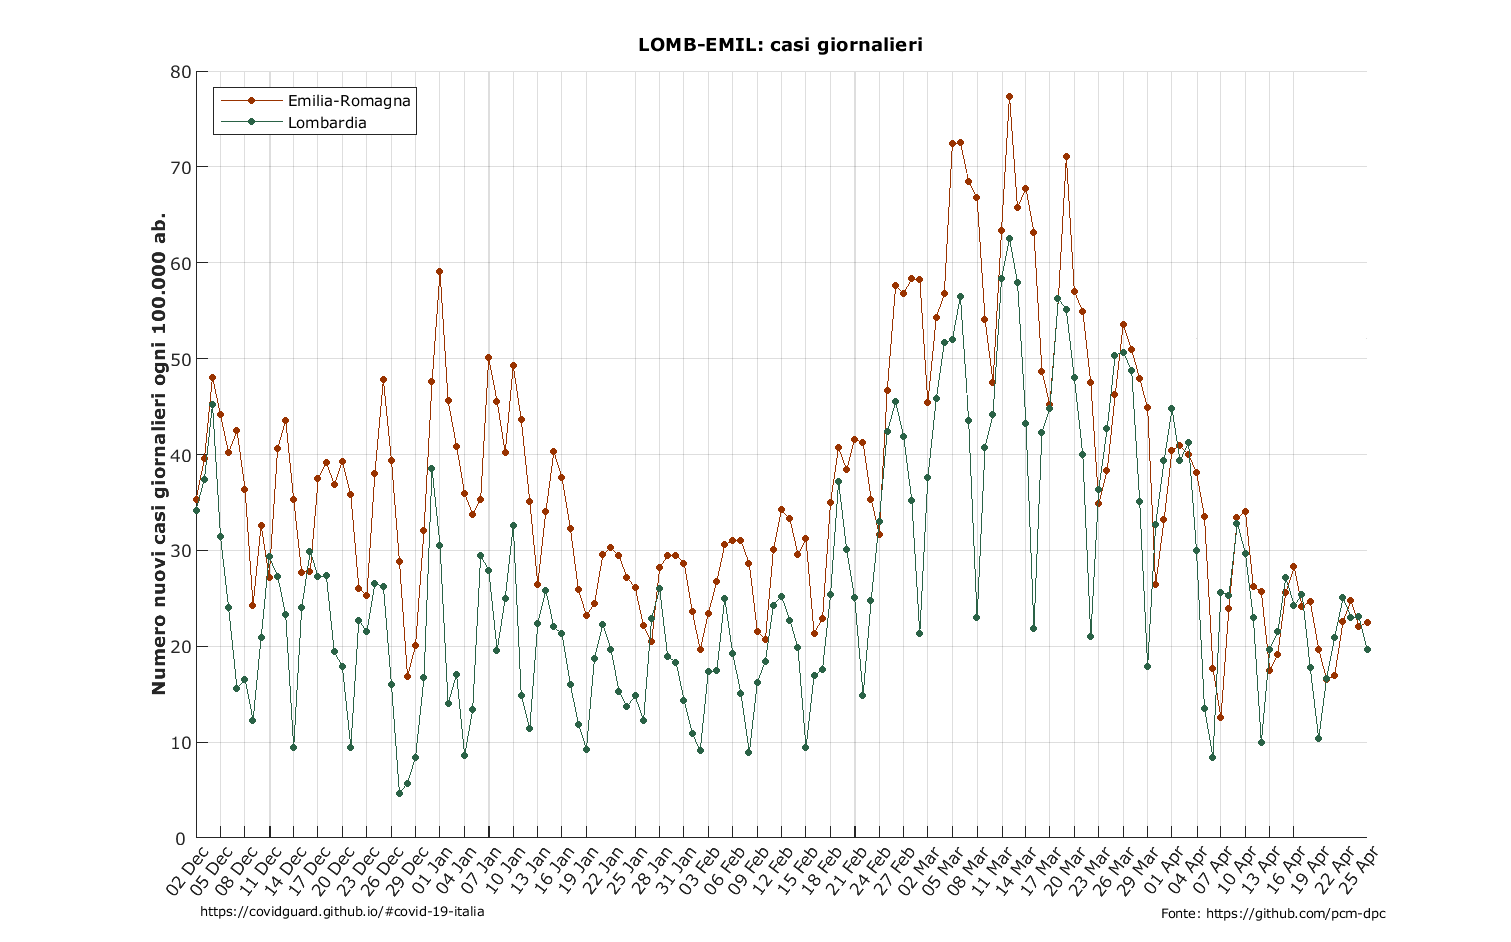 LOMB-EMIL: casi giornalieri
Emilia-Romagna
Lombardia
Numero nuovi casi giornalieri ogni 100.000 ab.
80
70
60
50
40
30
20
10
0
02 Dec
05 Dec
08 Dec
11 Dec
14 Dec
17 Dec
20 Dec
23 Dec
26 Dec
29 Dec
01 Jan
04 Jan
07 Jan
10 Jan
13 Jan
16 Jan
19 Jan
22 Jan
25 Jan
28 Jan
31 Jan
03 Feb
06 Feb
09 Feb
12 Feb
15 Feb
18 Feb
21 Feb
24 Feb
27 Feb
02 Mar
05 Mar
08 Mar
11 Mar
14 Mar
17 Mar
20 Mar
23 Mar
26 Mar
29 Mar
01 Apr
04 Apr
07 Apr
10 Apr
13 Apr
16 Apr
19 Apr
22 Apr
25 Apr
https://covidguard.github.io/#covid-19-italia
Fonte: https://github.com/pcm-dpc